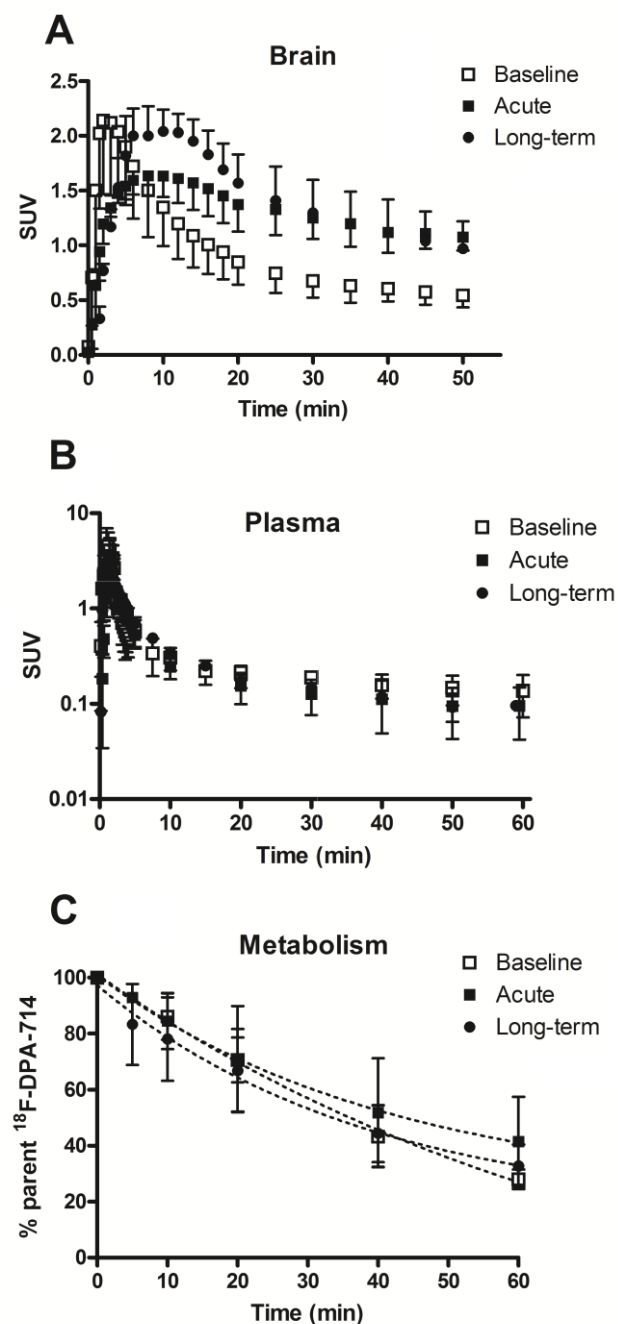 A
Brain
Baseline
Acute
Long-term
2.5
2.0
1.5
1.0
0.5
0.0
SUV
0 10 20 30 40 50
Time (min)
B
Plasma
Baseline
Acute
Long-term
10
1
0.1
0.01
SUV
0 10 20 30 40 50 60
Time (min)
C
Metabolism
Baseline
Acute
Long-term
100
80
60
40
20
0
% parent ¹⁸F-DPA-714
0 10 20 30 40 50 60
Time (min)